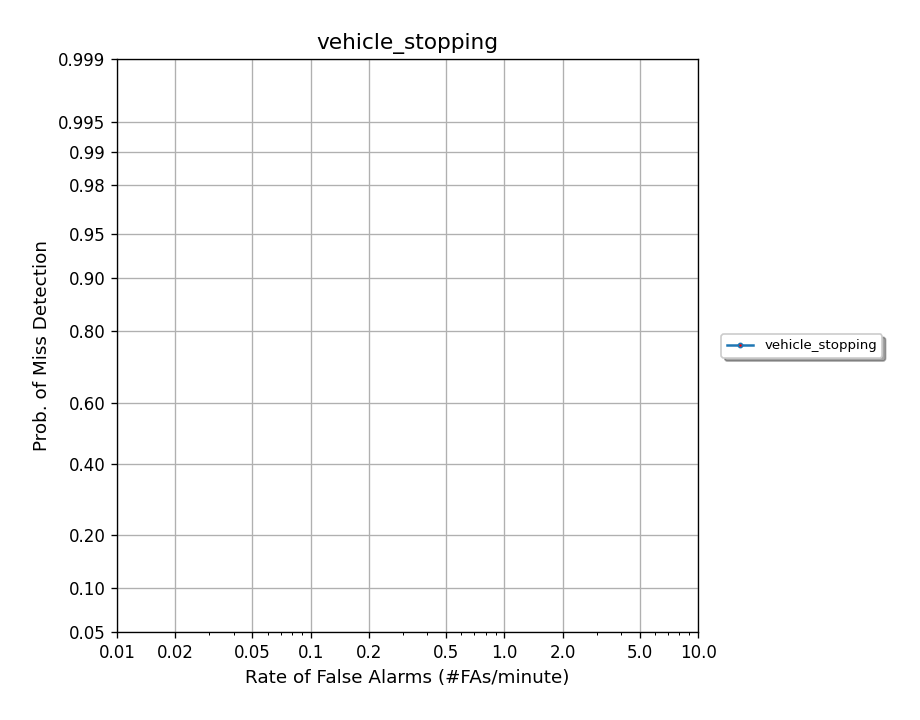 vehicle_stopping
0.999
0.995
0.99
0.98
0.95
0.90
0.80
0.60
0.40
0.20
0.10
0.05
Prob. of Miss Detection
0.01 0.02 0.05 0.1 0.2 0.5 1.0 2.0 5.0 10.0
Rate of False Alarms (#FAs/minute)
vehicle_stopping